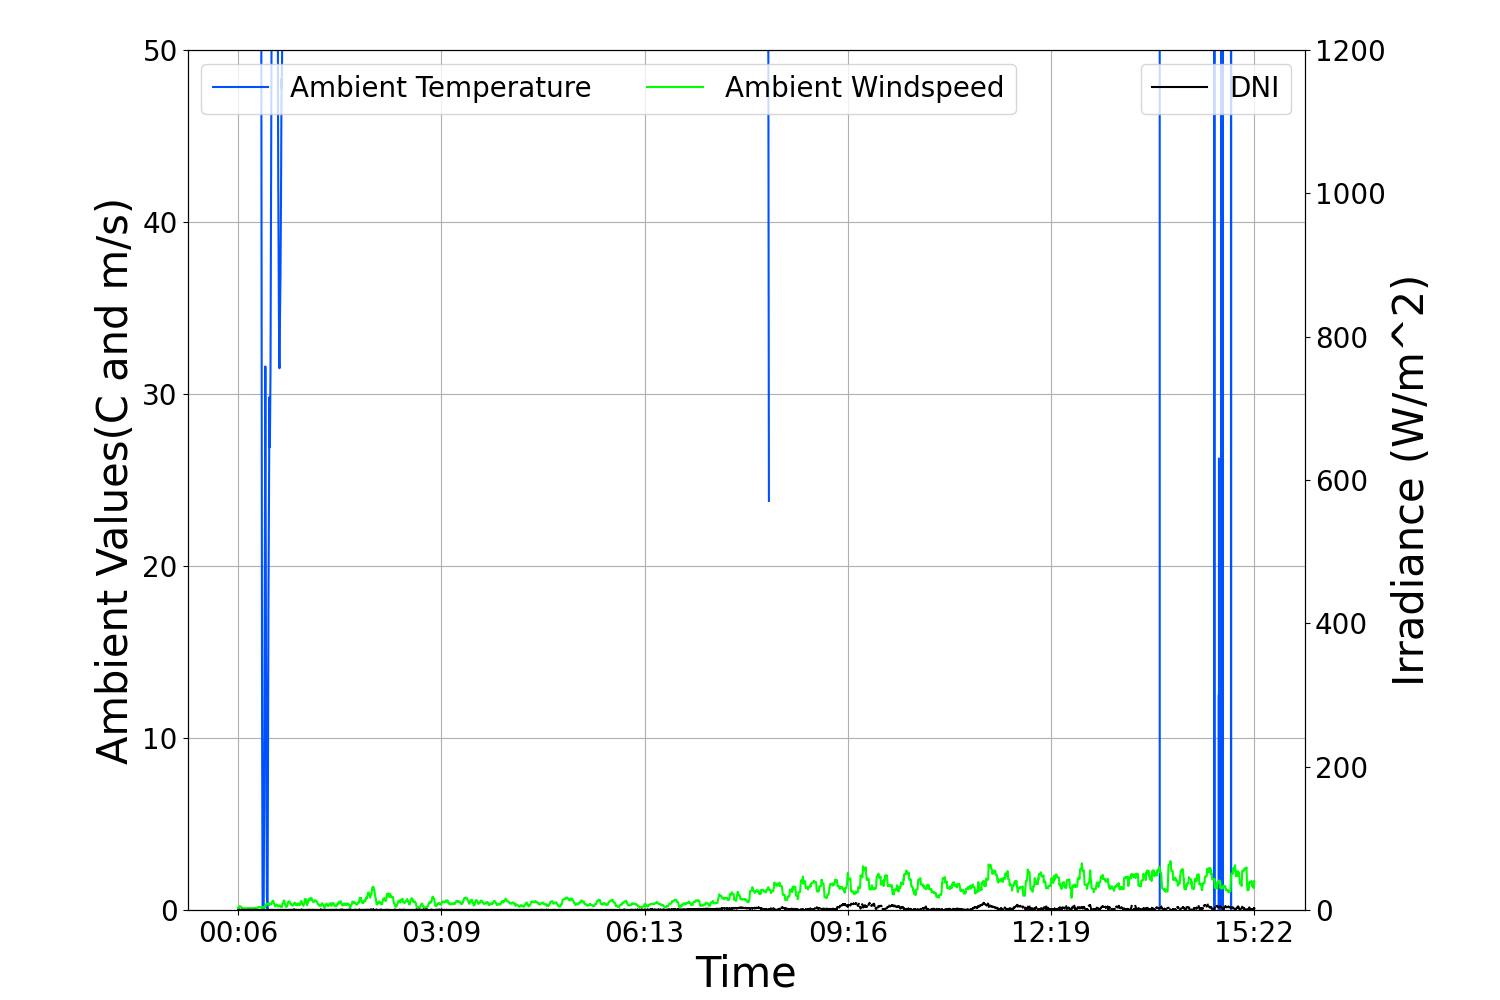 Ambient Temperature Ambient Windspeed DNI
50
40
30
20
10
0
1200
1000
800
600
400
200
0
Ambient Values(C and m/s)
Irradiance (W/m^2)
00:06 03:09 06:13 09:16 12:19 15:22
Time